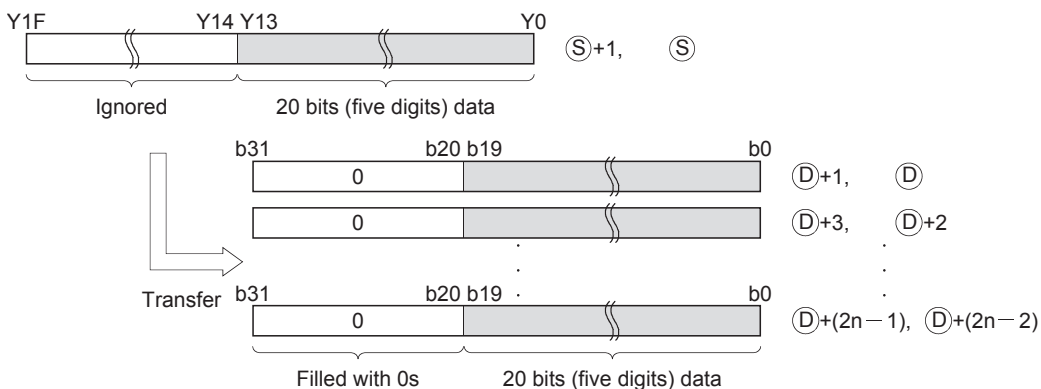 Y1F Y14 Y13 Y0
Ⓢ+1, Ⓢ
Ignored 20 bits (five digits) data
b31 b20 b19 b0
0 Ⓓ+1, Ⓓ
0 Ⓓ+3, Ⓓ+2
Transfer b31 b20 b19 b0
0 Ⓓ+(2n－1), Ⓓ+(2n－2)
Filled with 0s 20 bits (five digits) data